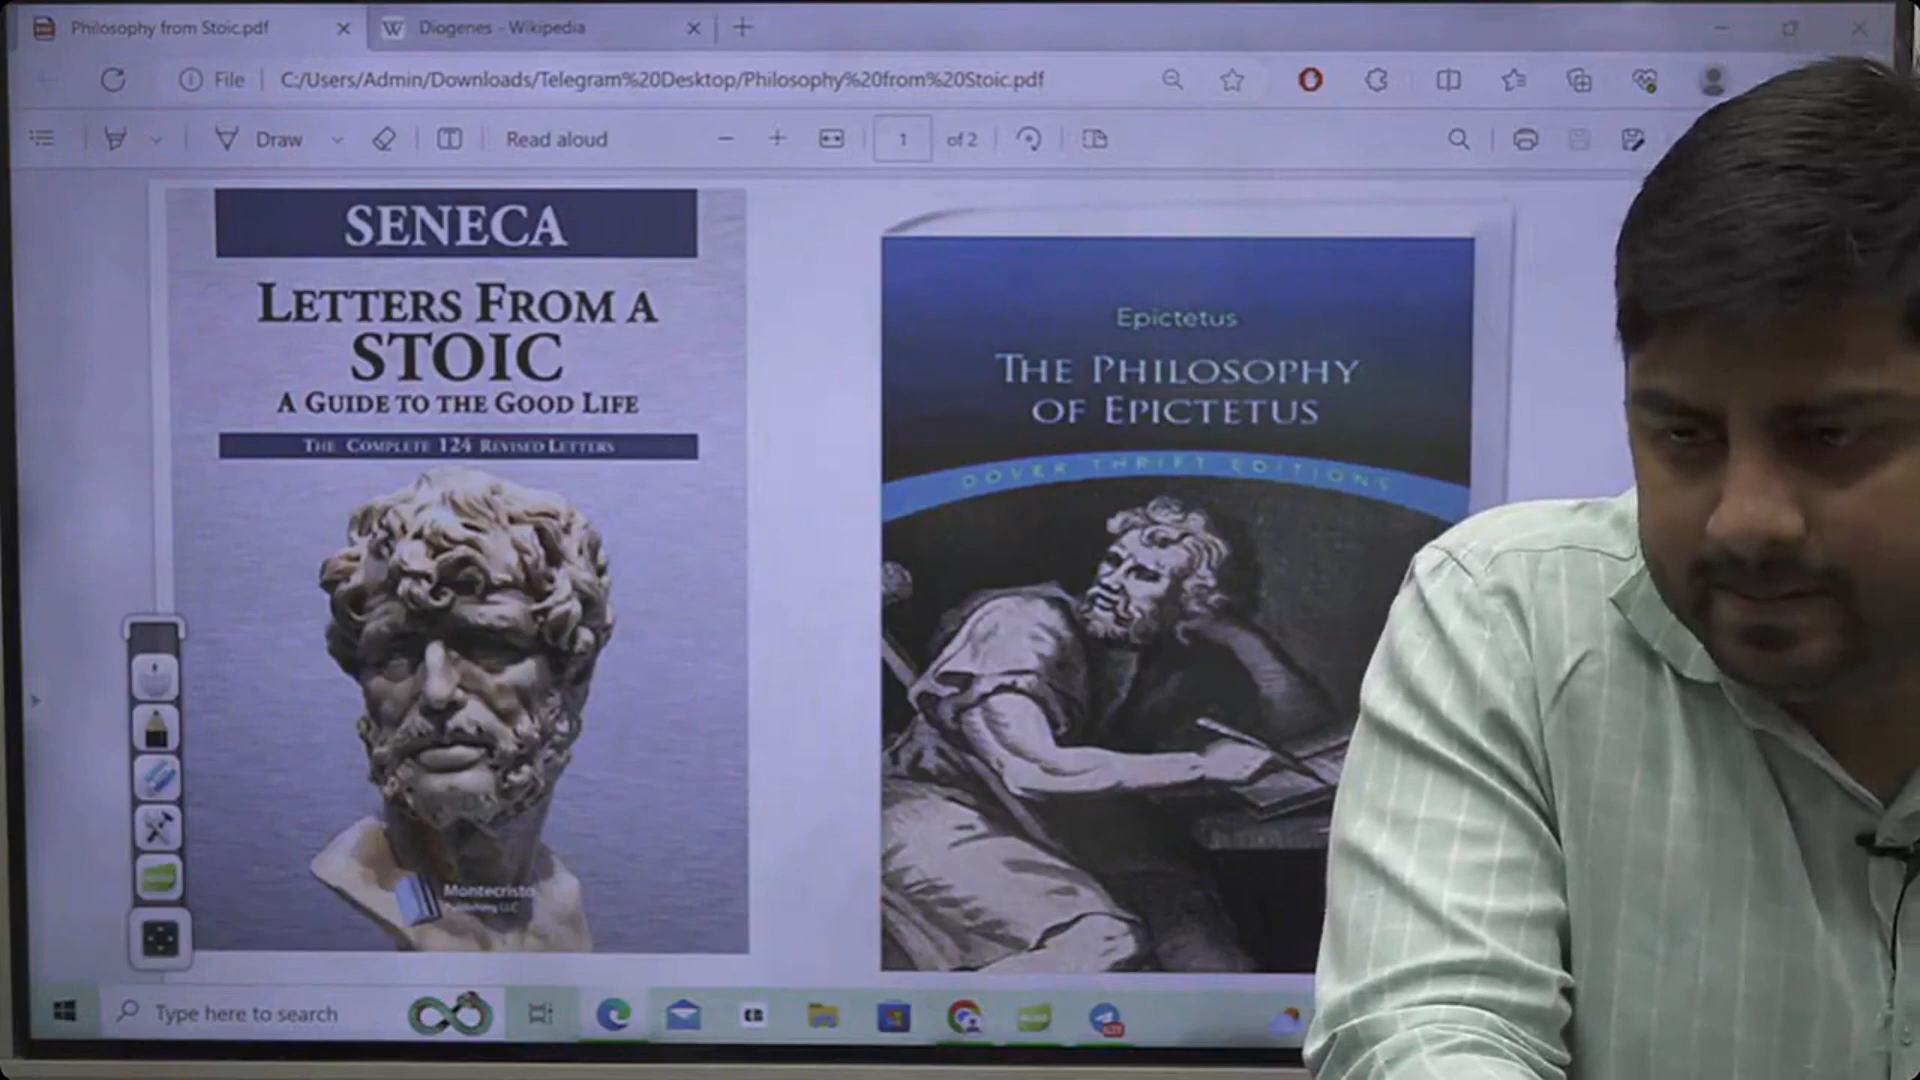 Philosophy from Stoic.pdf
W Diogenes - Wikipedia
File
C:/Users/Admin/Downloads/Telegram%20Desktop/Philosophy%20from%20Stoic.pdf
Draw
Read aloud
1
of 2
SENECA
LETTERS FROM A
STOIC
A GUIDE TO THE GOOD LIFE
THE COMPLETE 124 REVISED LETTERS
Montecristo
Publishing LLC
Epictetus
THE PHILOSOPHY
OF EPICTETUS
DOVER THRIFT EDITIONS
Type here to search